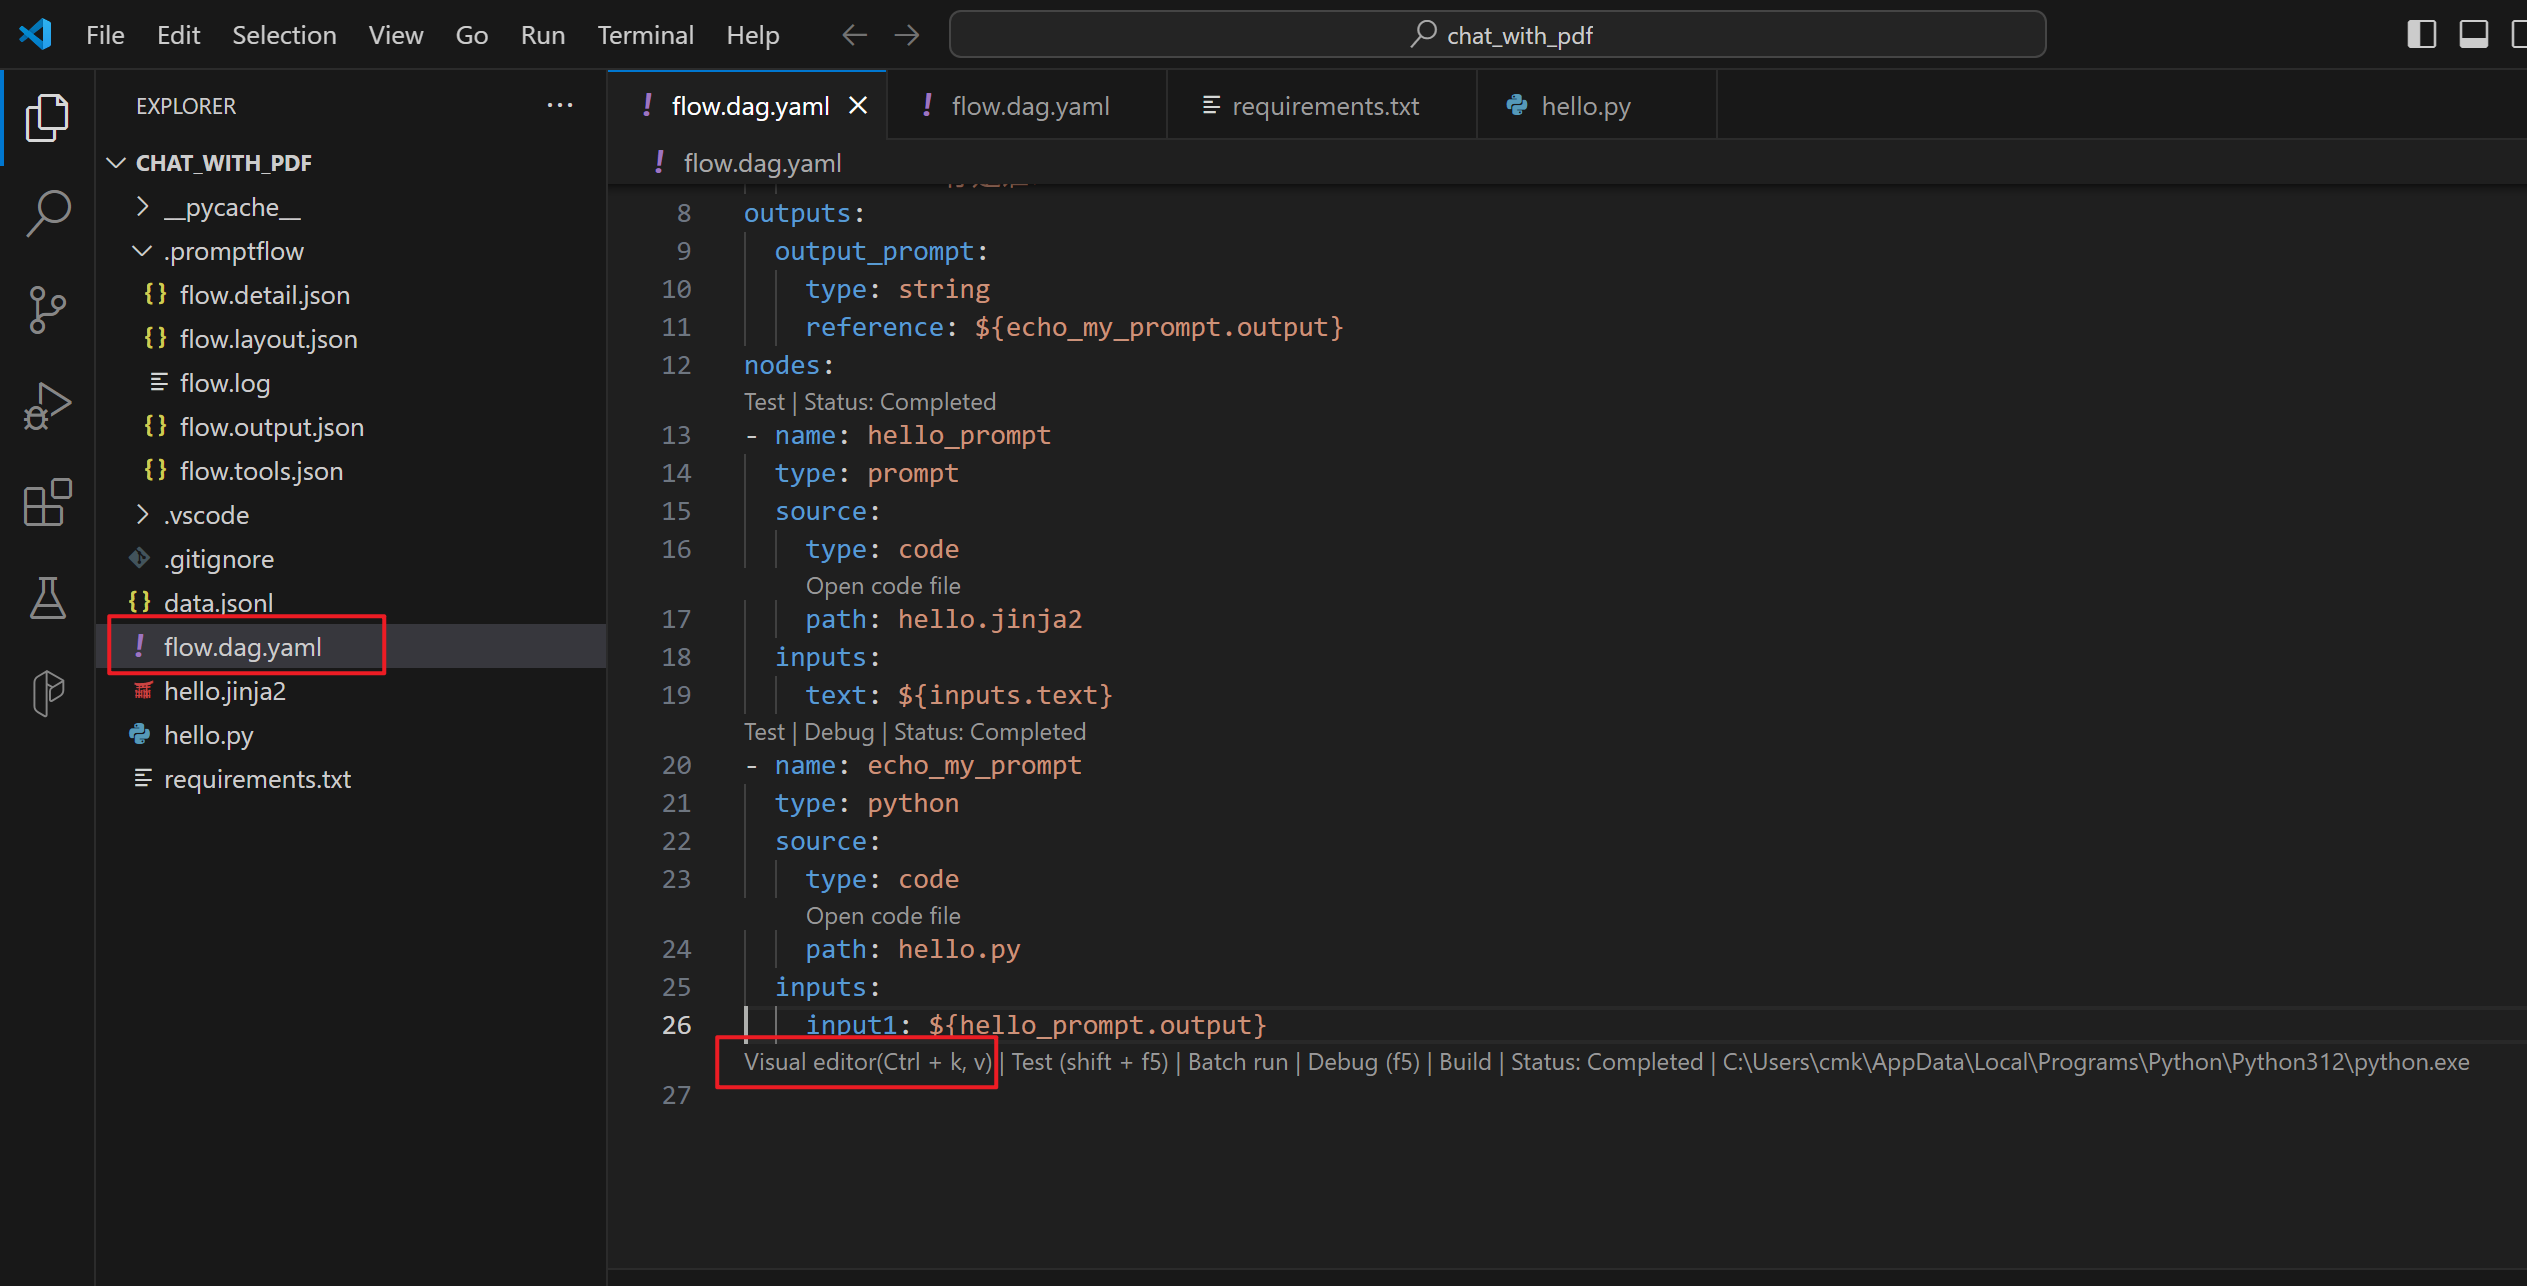 File Edit Selection View Go Run Terminal Help
chat_with_pdf
EXPLORER
CHAT_WITH_PDF
__pycache__
.promptflow
flow.detail.json
flow.layout.json
flow.log
flow.output.json
flow.tools.json
.vscode
.gitignore
data.jsonl
flow.dag.yaml
hello.jinja2
hello.py
requirements.txt
flow.dag.yaml flow.dag.yaml requirements.txt hello.py
flow.dag.yaml
8 outputs:
9 output_prompt:
10 type: string
11 reference: ${echo_my_prompt.output}
12 nodes:
Test | Status: Completed
13 - name: hello_prompt
14 type: prompt
15 source:
16 type: code
Open code file
17 path: hello.jinja2
18 inputs:
19 text: ${inputs.text}
Test | Debug | Status: Completed
20 - name: echo_my_prompt
21 type: python
22 source:
23 type: code
Open code file
24 path: hello.py
25 inputs:
26 input1: ${hello_prompt.output}
Visual editor(Ctrl + k, v) | Test (shift + f5) | Batch run | Debug (f5) | Build | Status: Completed | C:\Users\cmk\AppData\Local\Programs\Python\Python312\python.exe
27